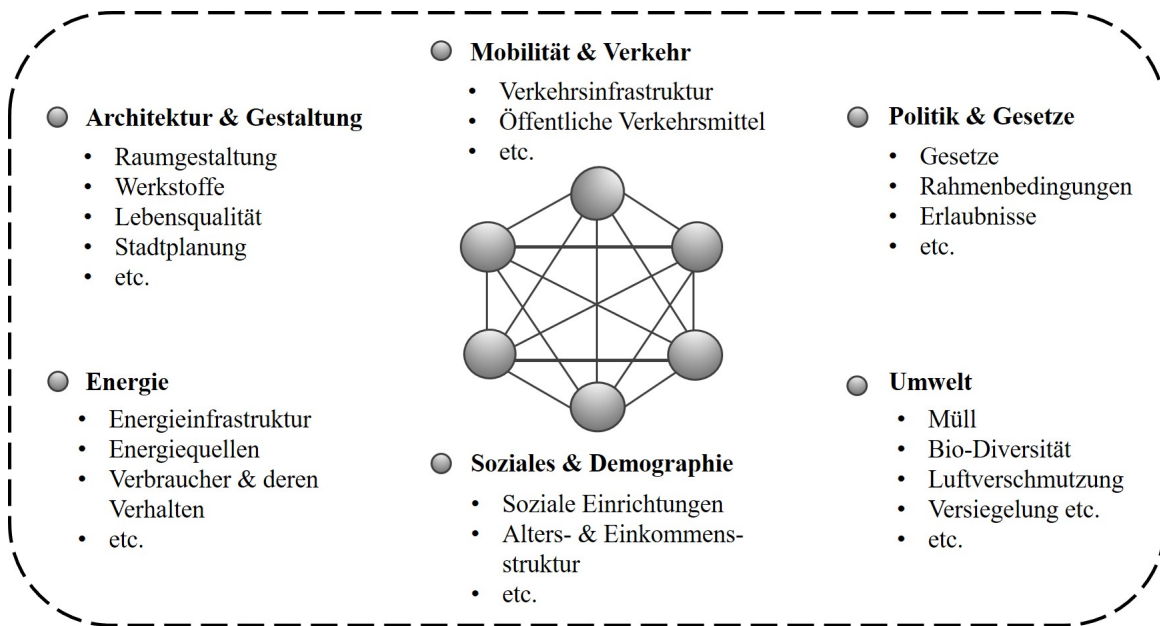 Mobilität & Verkehr
• Verkehrsinfrastruktur
• Öffentliche Verkehrsmittel
• etc.
Architektur & Gestaltung
• Raumgestaltung
• Werkstoffe
• Lebensqualität
• Stadtplanung
• etc.
Politik & Gesetze
• Gesetze
• Rahmenbedingungen
• Erlaubnisse
• etc.
Energie
• Energieinfrastruktur
• Energiequellen
• Verbraucher & deren
Verhalten
• etc.
Soziales & Demographie
• Soziale Einrichtungen
• Alters- & Einkommens-
struktur
• etc.
Umwelt
• Müll
• Bio-Diversität
• Luftverschmutzung
• Versiegelung etc.
• etc.